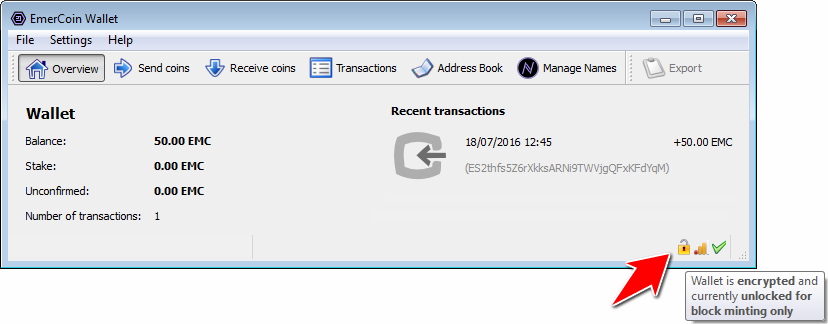 EmerCoin Wallet
File Settings Help
Overview Send coins Receive coins Transactions Address Book Manage Names Export
Wallet
Balance: 50.00 EMC
Stake: 0.00 EMC
Unconfirmed: 0.00 EMC
Number of transactions: 1
Recent transactions
18/07/2016 12:45 +50.00 EMC
(ES2thfs5Z6rXkksARNi9TWVjgQFxKFdYqM)
Wallet is encrypted and
currently unlocked for
block minting only